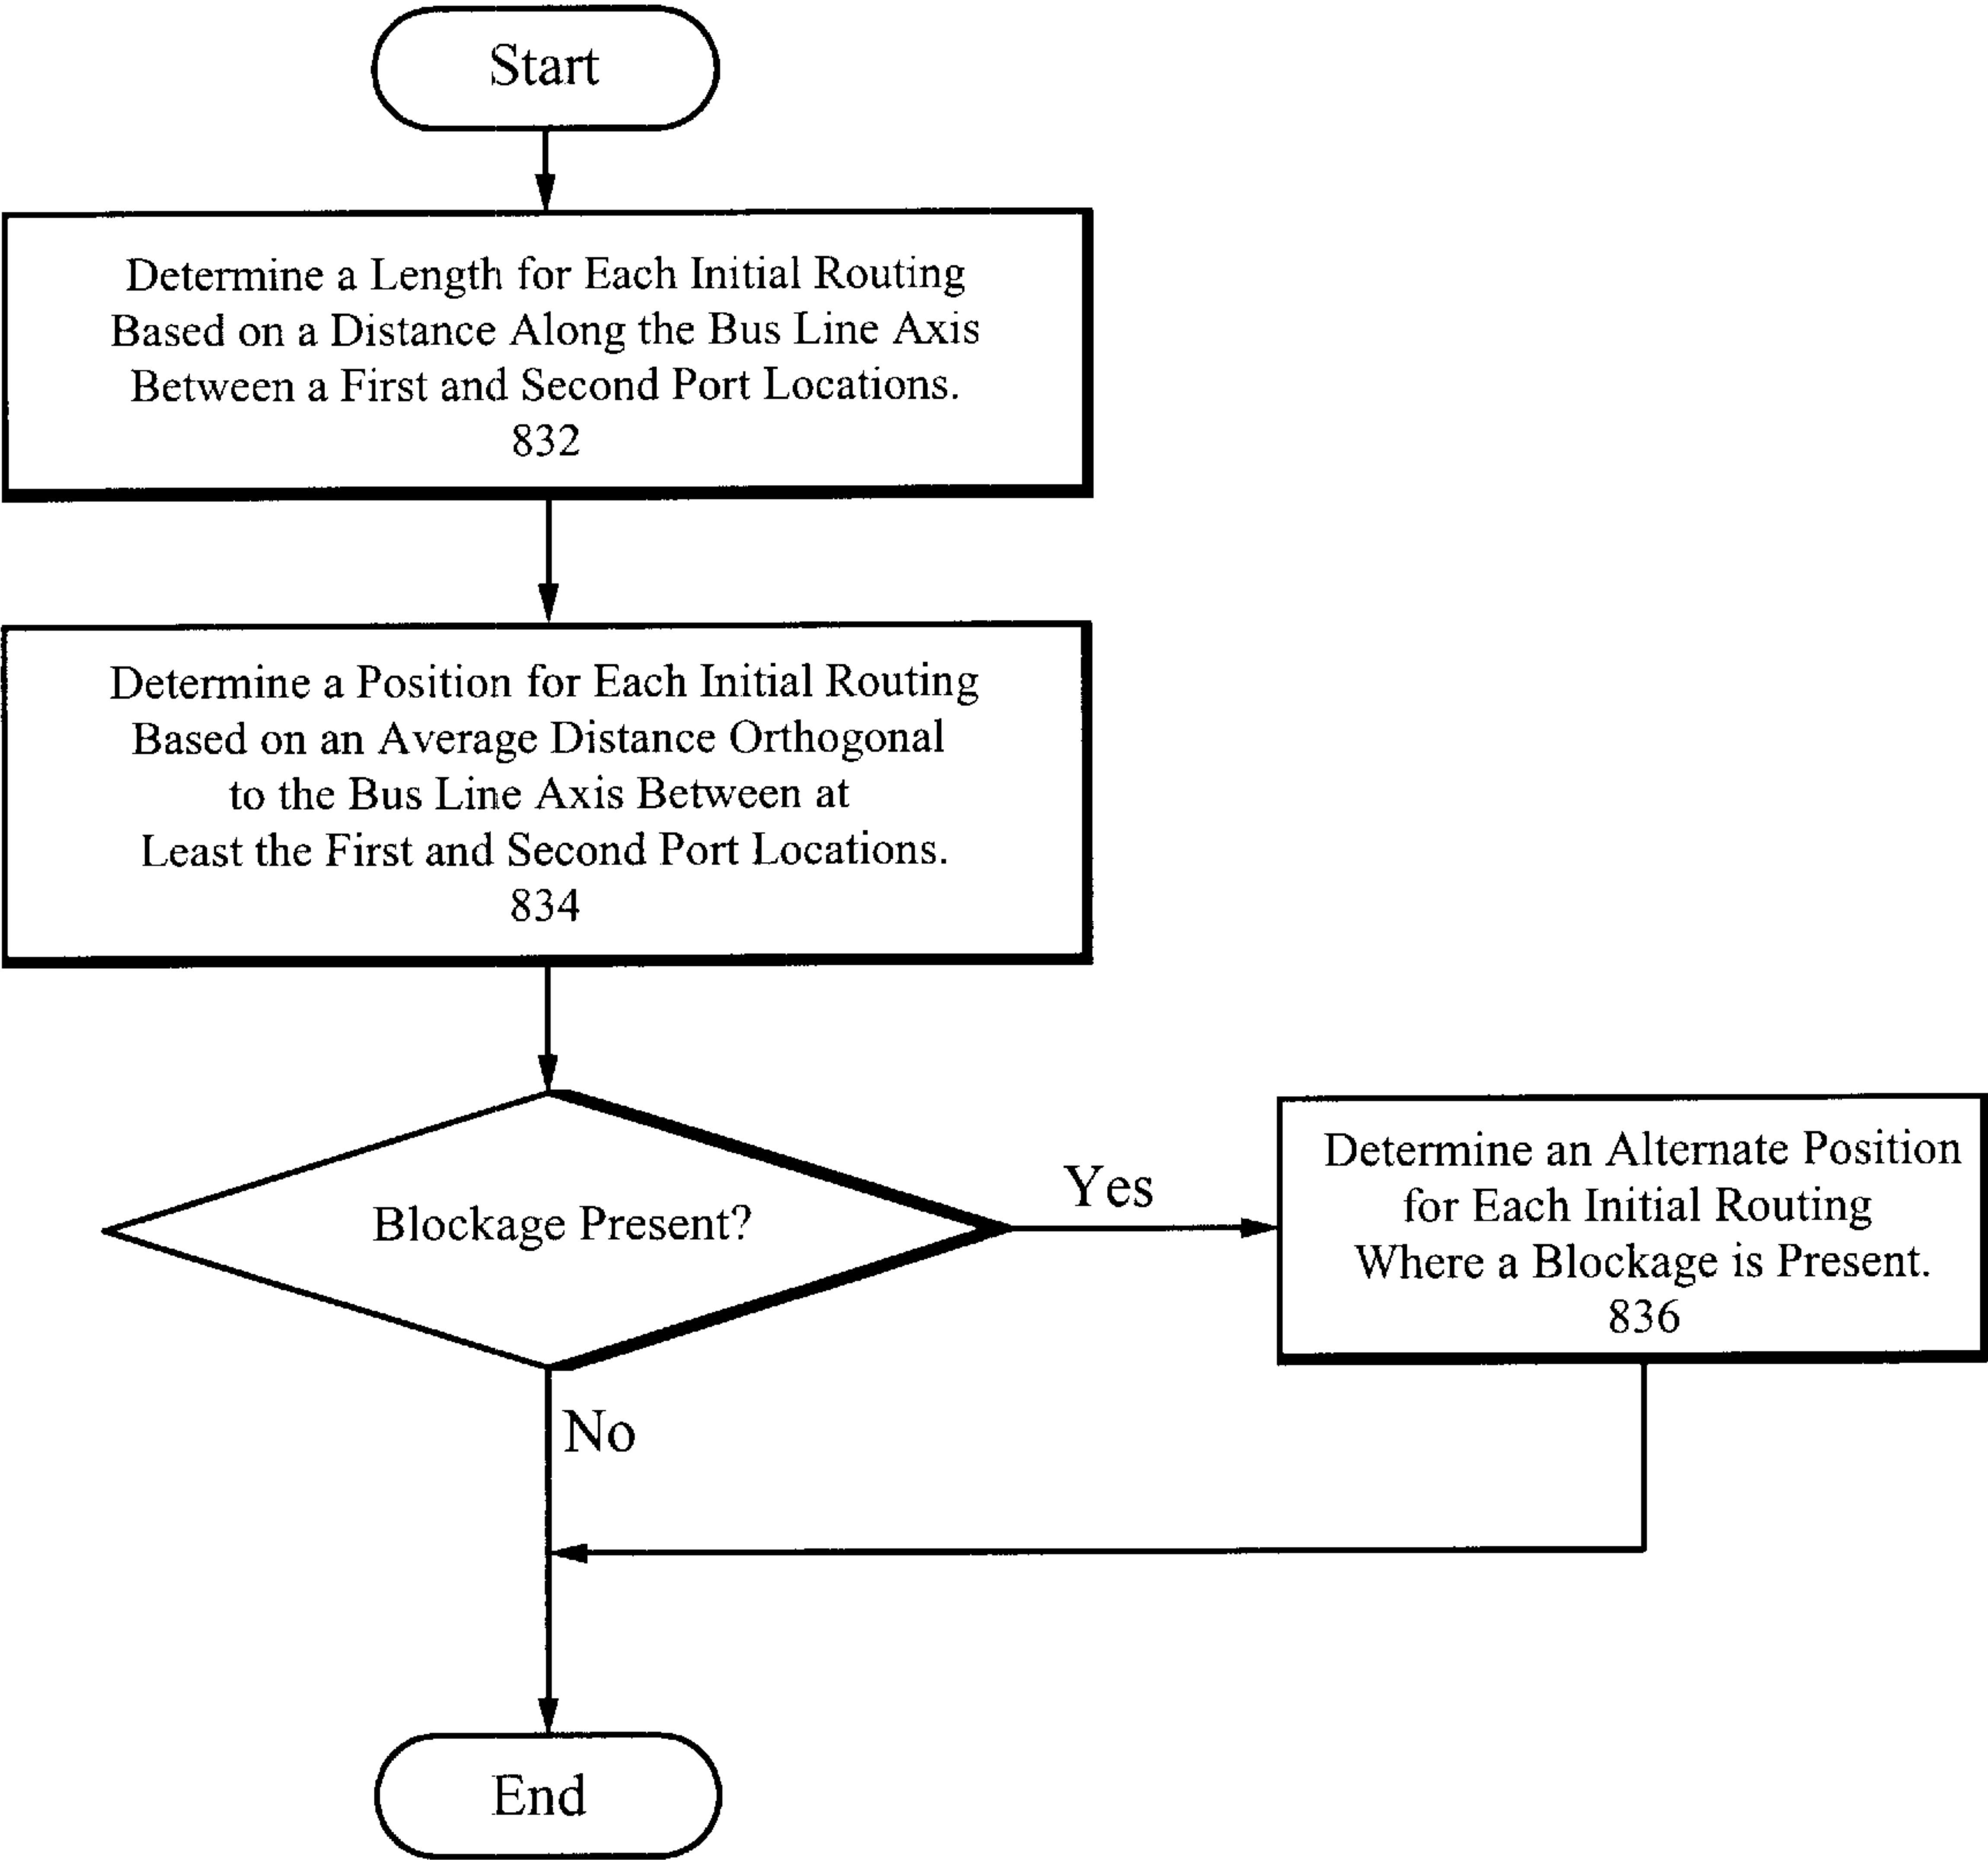 Start
Determine a Length for Each Initial Routing
Based on a Distance Along the Bus Line Axis
Between a First and Second Port Locations.
832
Determine a Position for Each Initial Routing
Based on an Average Distance Orthogonal
to the Bus Line Axis Between at
Least the First and Second Port Locations.
834
Blockage Present?
Yes
Determine an Alternate Position
for Each Initial Routing
Where a Blockage is Present.
836
No
End